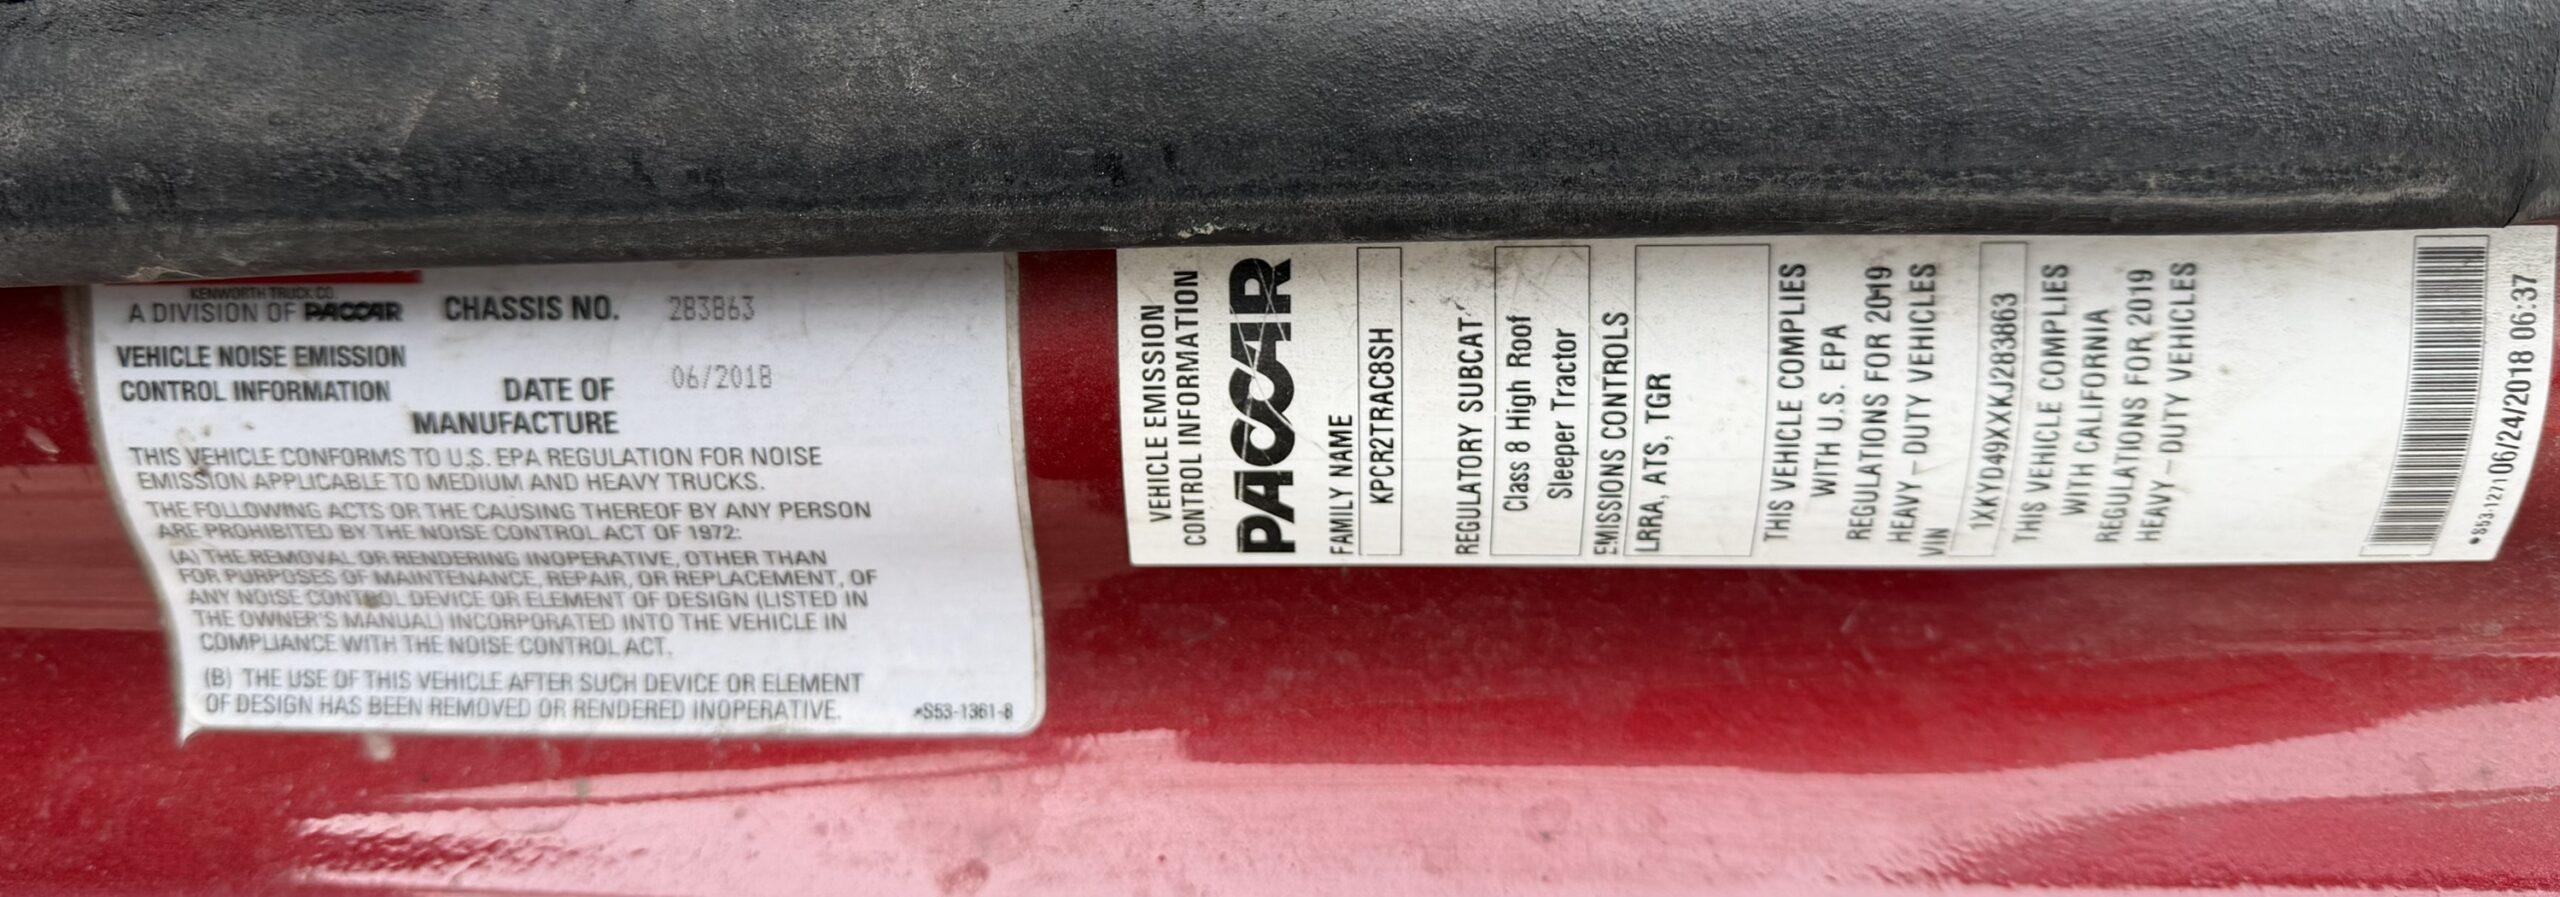 KENWORTH TRUCK CO.
A DIVISION OF PACCAR
CHASSIS NO. 283863
VEHICLE NOISE EMISSION
CONTROL INFORMATION
DATE OF
MANUFACTURE
06/2018
THIS VEHICLE CONFORMS TO U.S. EPA REGULATION FOR NOISE
EMISSION APPLICABLE TO MEDIUM AND HEAVY TRUCKS.
THE FOLLOWING ACTS OR THE CAUSING THEREOF BY ANY PERSON
ARE PROHIBITED BY THE NOISE CONTROL ACT OF 1972:
(A) THE REMOVAL OR RENDERING INOPERATIVE, OTHER THAN
FOR PURPOSES OF MAINTENANCE, REPAIR, OR REPLACEMENT, OF
ANY NOISE CONTROL DEVICE OR ELEMENT OF DESIGN (LISTED IN
THE OWNER'S MANUAL) INCORPORATED INTO THE VEHICLE IN
COMPLIANCE WITH THE NOISE CONTROL ACT.
(B) THE USE OF THIS VEHICLE AFTER SUCH DEVICE OR ELEMENT
OF DESIGN HAS BEEN REMOVED OR RENDERED INOPERATIVE.
*S53-1361-8
VEHICLE EMISSION
CONTROL INFORMATION
PACCAR
FAMILY NAME
KPCR2TRAC8SH
REGULATORY SUBCAT
Class 8 High Roof
Sleeper Tractor
EMISSIONS CONTROLS
LRRA, ATS, TGR
THIS VEHICLE COMPLIES
WITH U.S. EPA
REGULATIONS FOR 2019
HEAVY-DUTY VEHICLES
VIN
1XKYD49XXKJ283863
THIS VEHICLE COMPLIES
WITH CALIFORNIA
REGULATIONS FOR 2019
HEAVY-DUTY VEHICLES
*S53-1271 06/24/2018 06:37